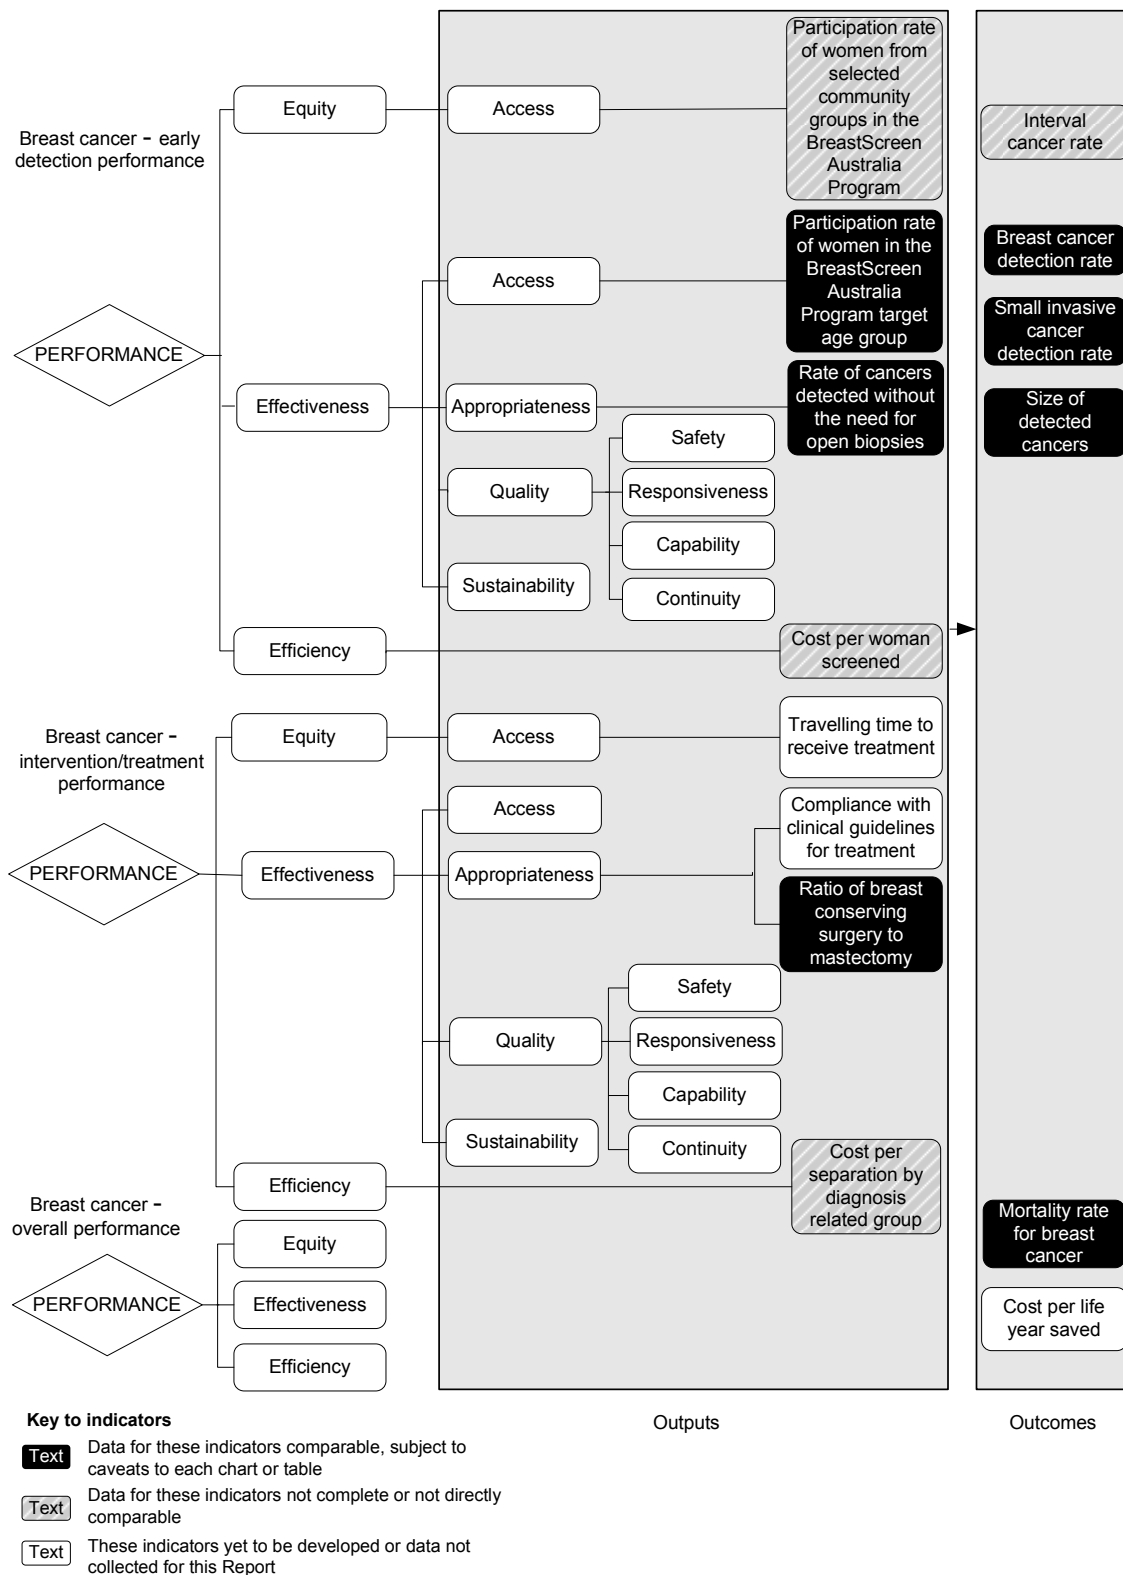 Breast cancer – early
detection performance
PERFORMANCE
Equity
Access
Participation rate
of women from
selected
community
groups in the
BreastScreen
Australia
Program
Effectiveness
Access
Participation rate
of women in the
BreastScreen
Australia
Program target
age group
Appropriateness
Rate of cancers
detected without
the need for
open biopsies
Quality
Safety
Responsiveness
Capability
Continuity
Sustainability
Efficiency
Cost per woman
screened
Interval
cancer rate
Breast cancer
detection rate
Small invasive
cancer
detection rate
Size of
detected
cancers
Breast cancer –
intervention/treatment
performance
PERFORMANCE
Equity
Access
Travelling time to
receive treatment
Effectiveness
Access
Appropriateness
Compliance with
clinical guidelines
for treatment
Ratio of breast
conserving
surgery to
mastectomy
Quality
Safety
Responsiveness
Capability
Continuity
Sustainability
Efficiency
Cost per
separation by
diagnosis
related group
Breast cancer –
overall performance
PERFORMANCE
Equity
Effectiveness
Efficiency
Mortality rate
for breast
cancer
Cost per life
year saved
Outputs
Outcomes
Key to indicators
Text
Data for these indicators comparable, subject to
caveats to each chart or table
Text
Data for these indicators not complete or not directly
comparable
Text
These indicators yet to be developed or data not
collected for this Report